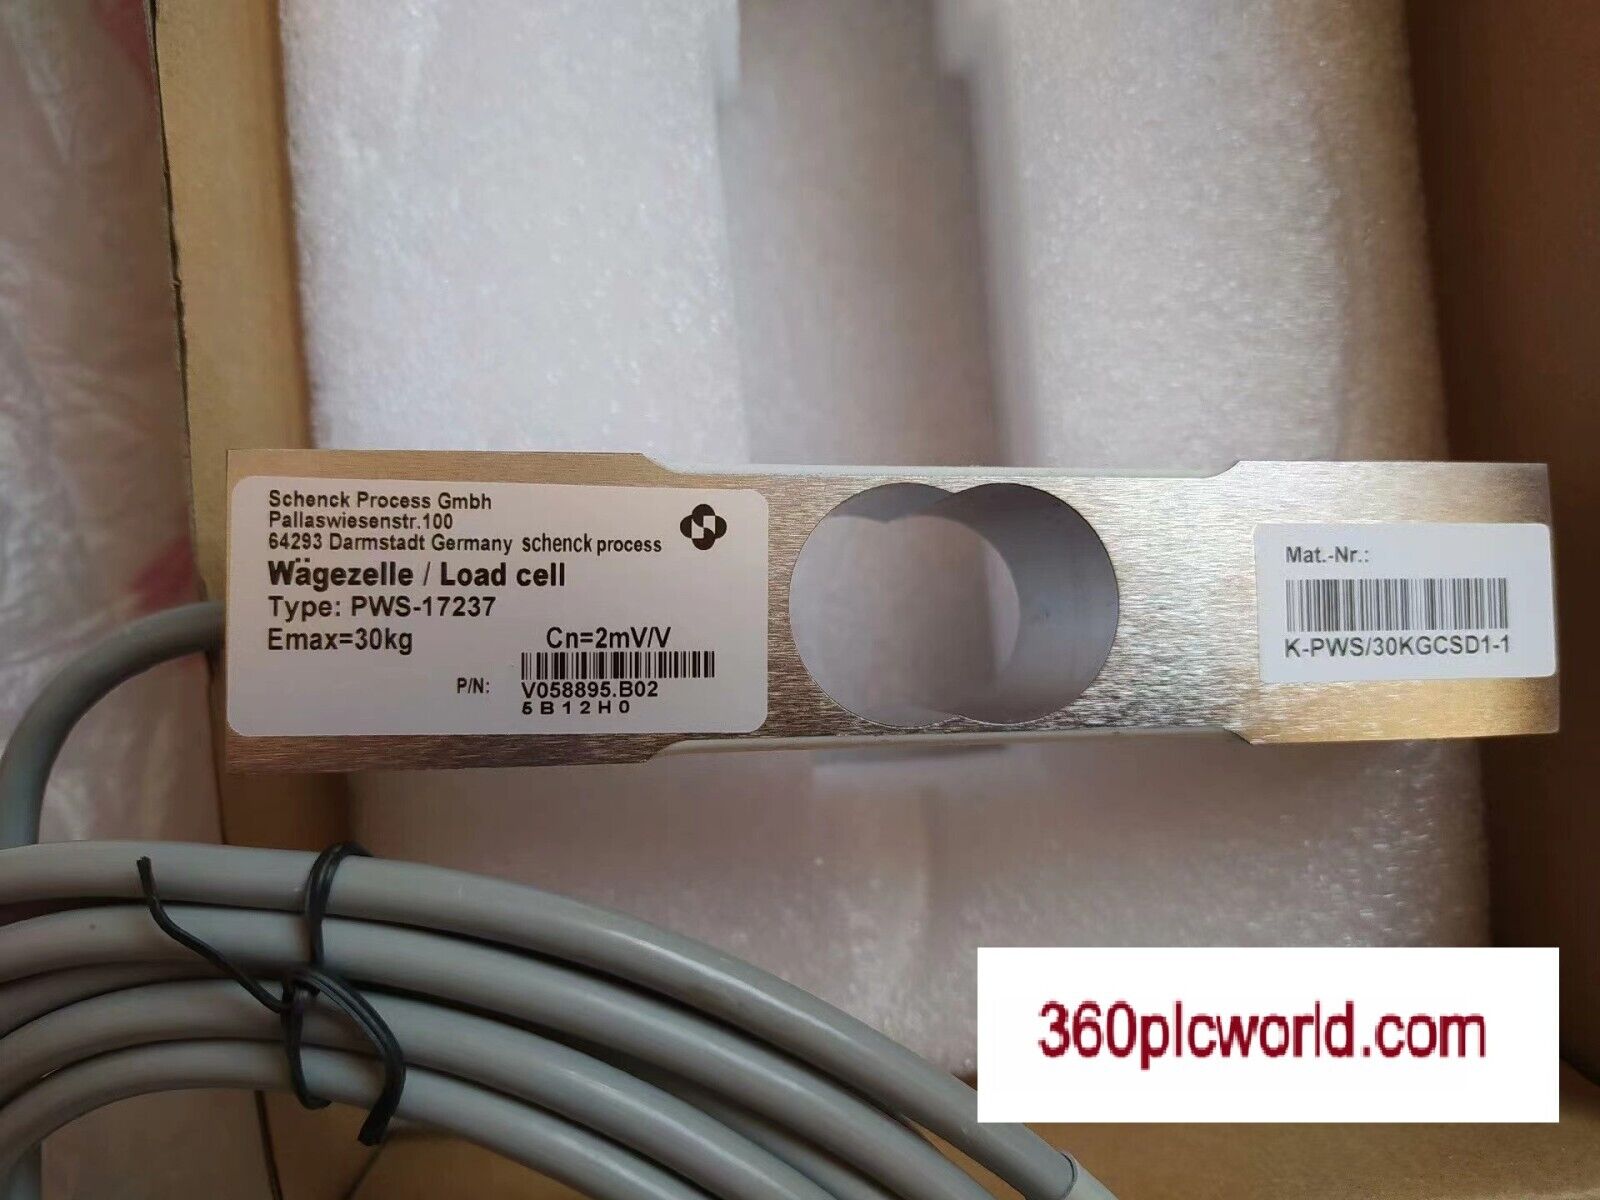 Schenck Process Gmbh
Pallaswiesenstr.100
64293 Darmstadt Germany schenck process
Wägezelle / Load cell
Type: PWS-17237
Emax=30kg Cn=2mV/V
P/N: V058895.B02
5B12H0
Mat.-Nr.:
K-PWS/30KGCSD1-1
360plcworld.com